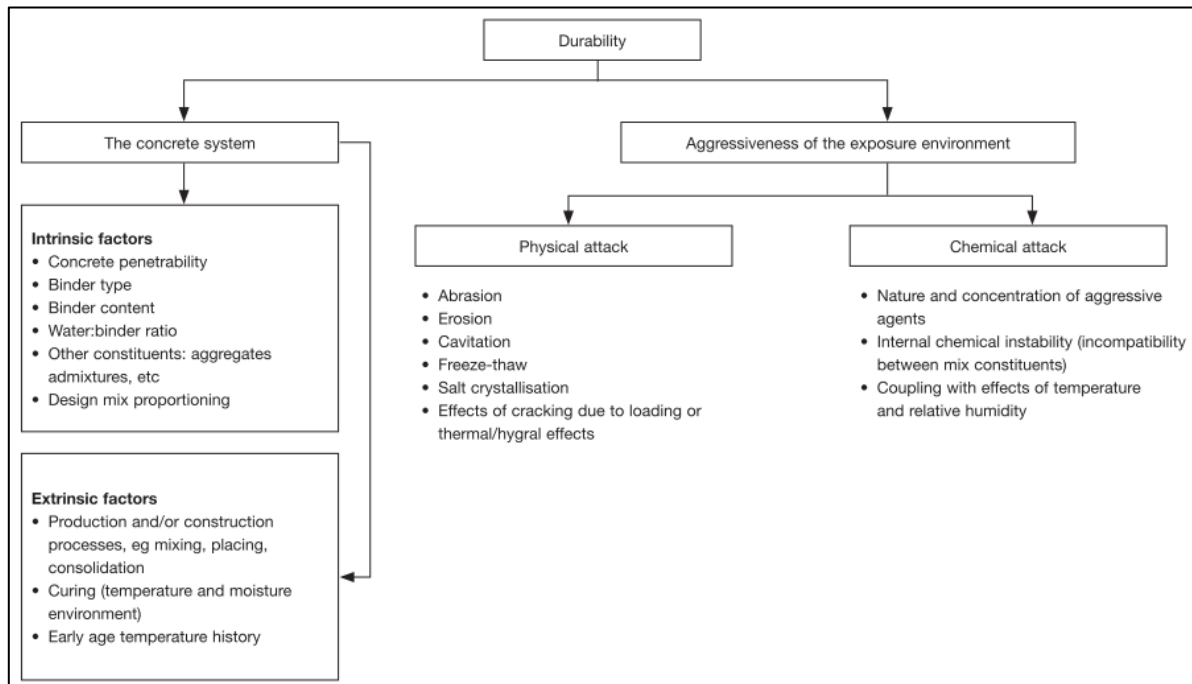 Durability
The concrete system
Aggressiveness of the exposure environment
Intrinsic factors
• Concrete penetrability
• Binder type
• Binder content
• Water:binder ratio
• Other constituents: aggregates
admixtures, etc
• Design mix proportioning
Physical attack
• Abrasion
• Erosion
• Cavitation
• Freeze-thaw
• Salt crystallisation
• Effects of cracking due to loading or
thermal/hygral effects
Chemical attack
• Nature and concentration of aggressive
agents
• Internal chemical instability (incompatibility
between mix constituents)
• Coupling with effects of temperature
and relative humidity
Extrinsic factors
• Production and/or construction
processes, eg mixing, placing,
consolidation
• Curing (temperature and moisture
environment)
• Early age temperature history